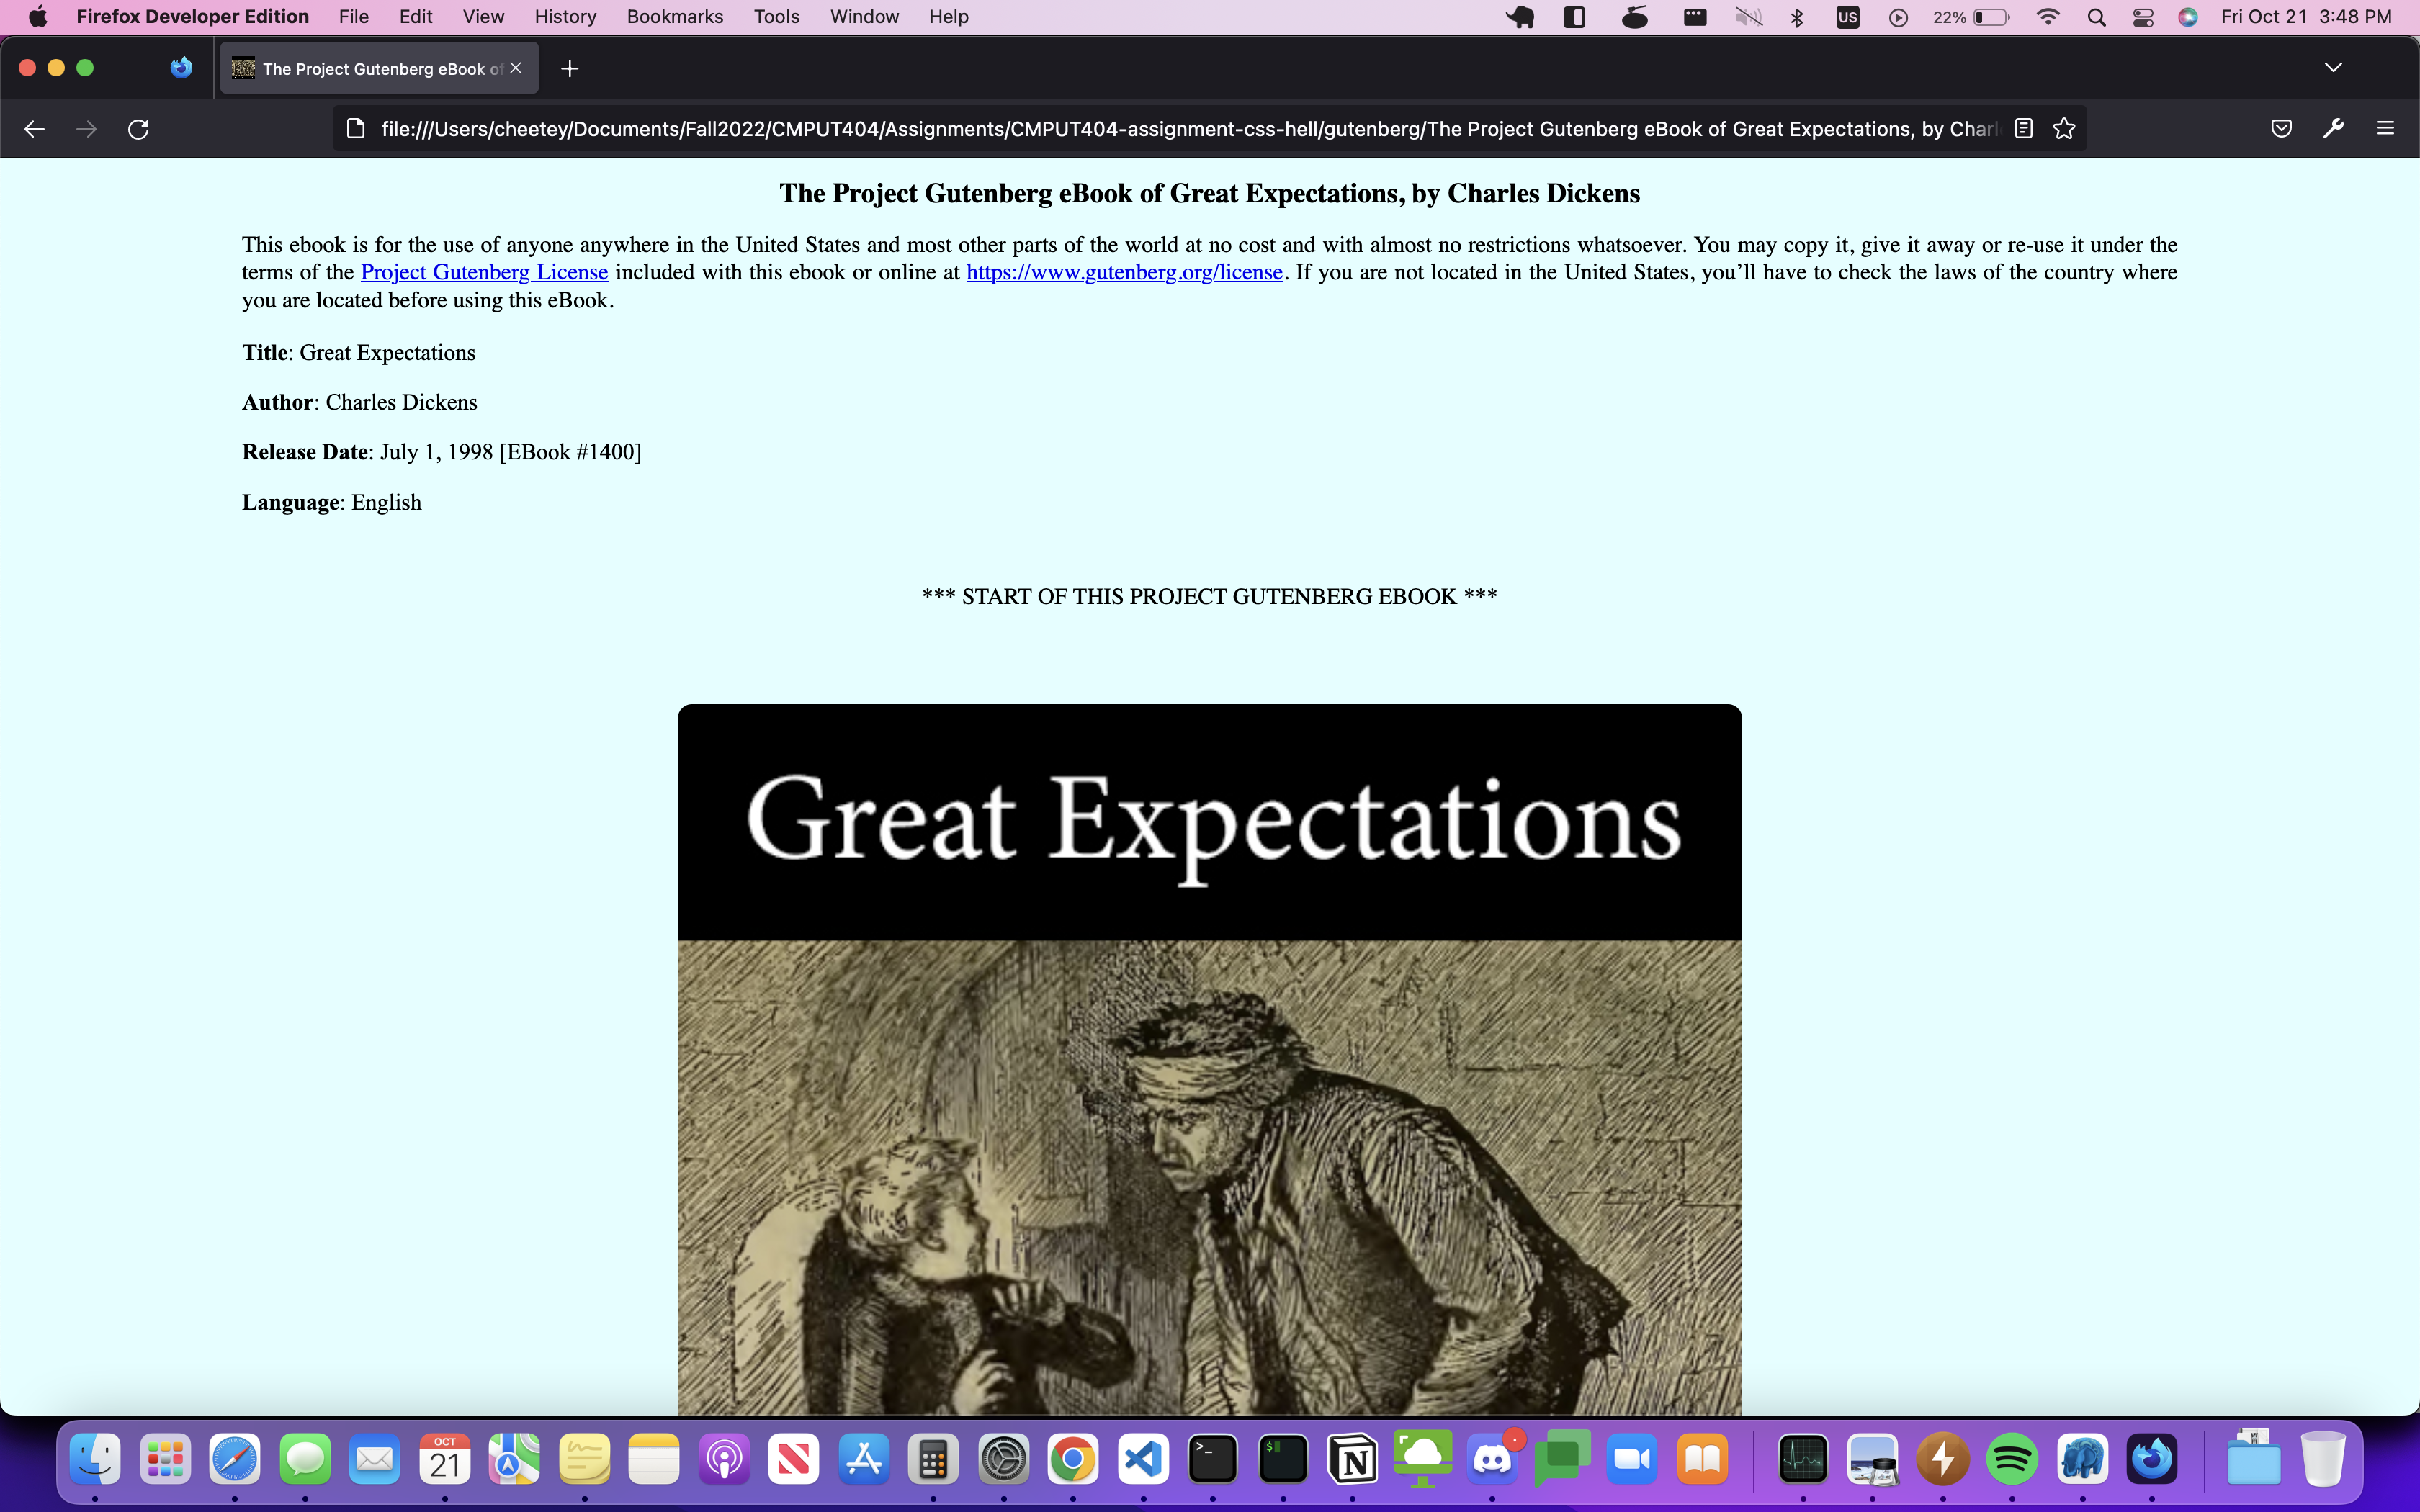 Firefox Developer Edition File Edit View History Bookmarks Tools Window Help US 22% Fri Oct 21 3:48 PM
The Project Gutenberg eBook of
file:///Users/cheetey/Documents/Fall2022/CMPUT404/Assignments/CMPUT404-assignment-css-hell/gutenberg/The Project Gutenberg eBook of Great Expectations, by Charl
The Project Gutenberg eBook of Great Expectations, by Charles Dickens
This ebook is for the use of anyone anywhere in the United States and most other parts of the world at no cost and with almost no restrictions whatsoever. You may copy it, give it away or re-use it under the
terms of the Project Gutenberg License included with this ebook or online at https://www.gutenberg.org/license. If you are not located in the United States, you’ll have to check the laws of the country where
you are located before using this eBook.
Title: Great Expectations
Author: Charles Dickens
Release Date: July 1, 1998 [EBook #1400]
Language: English
*** START OF THIS PROJECT GUTENBERG EBOOK ***
Great Expectations
OCT
21